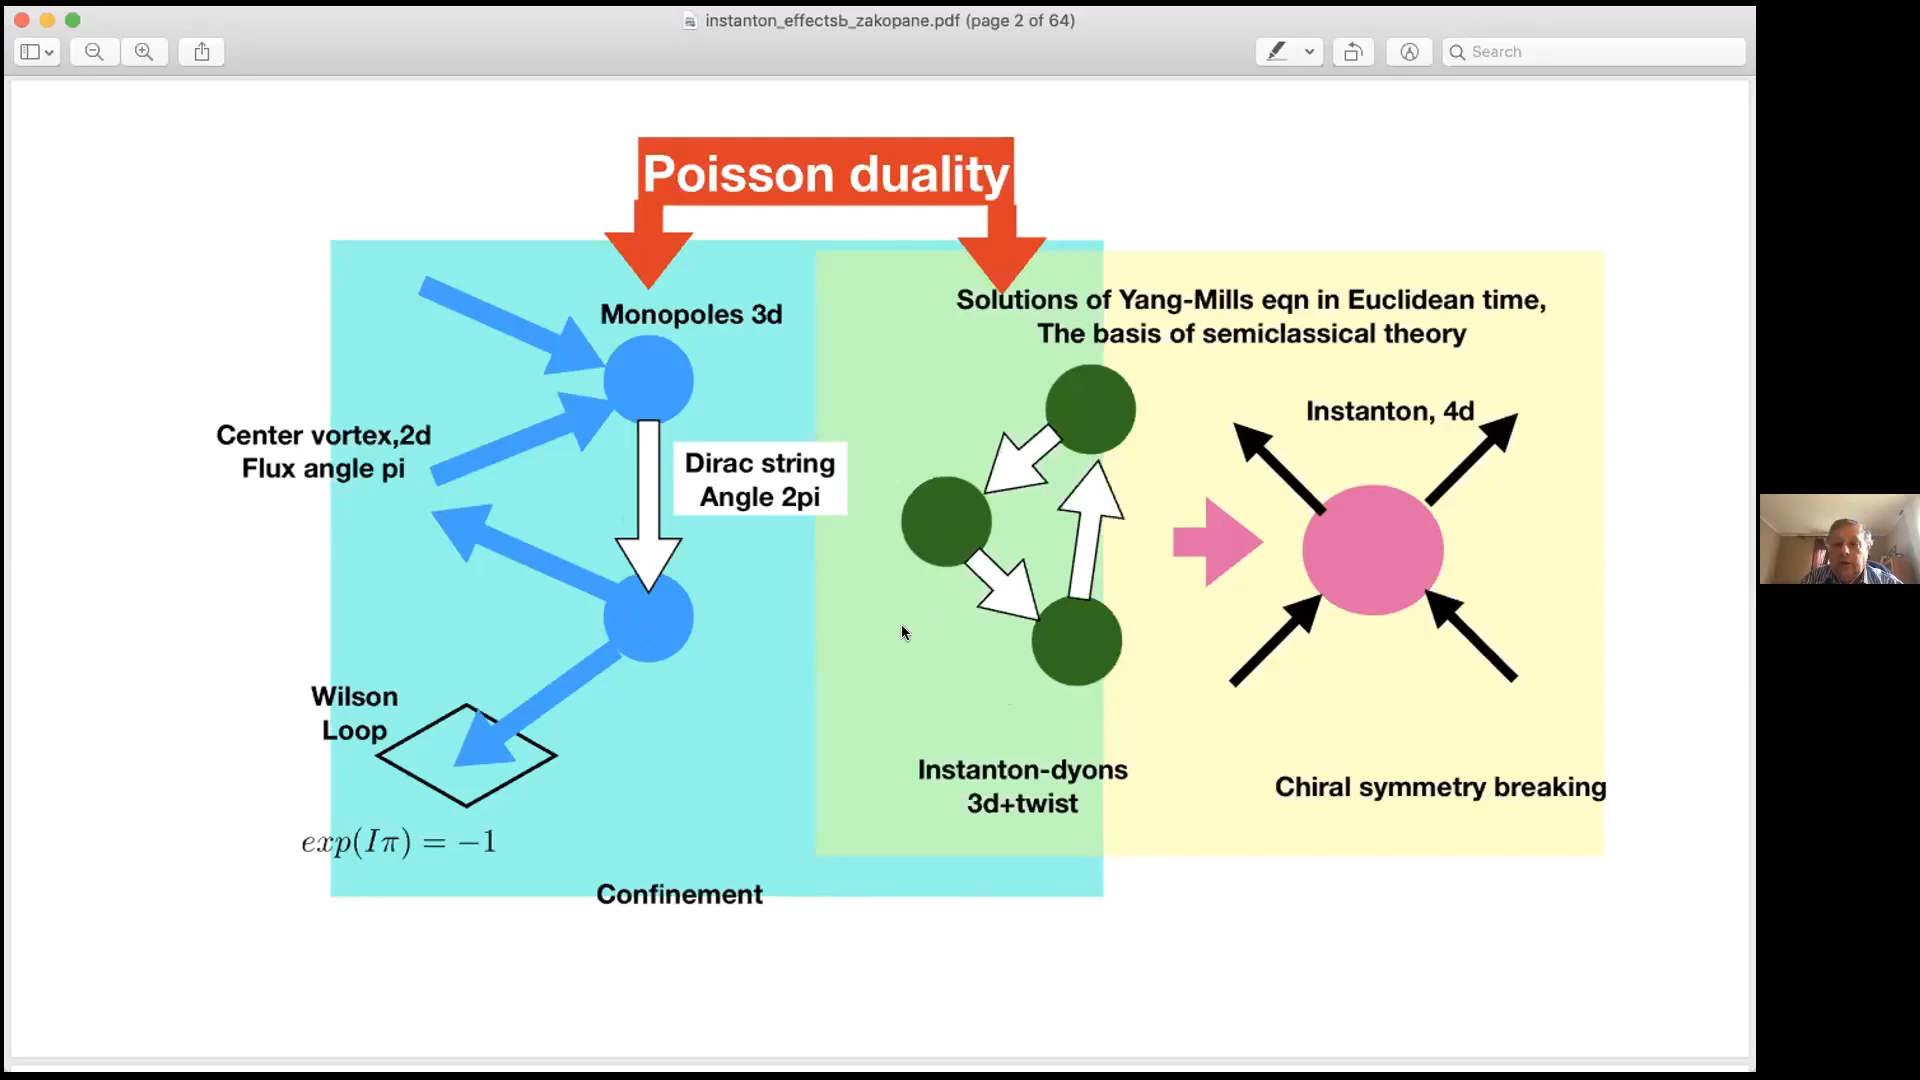 instanton_effectsb_zakopane.pdf (page 2 of 64)
Search
Poisson duality
Monopoles 3d
Solutions of Yang-Mills eqn in Euclidean time,
The basis of semiclassical theory
Center vortex,2d
Flux angle pi
Dirac string
Angle 2pi
Instanton, 4d
Wilson
Loop
exp(Iπ) = −1
Instanton-dyons
3d+twist
Chiral symmetry breaking
Confinement